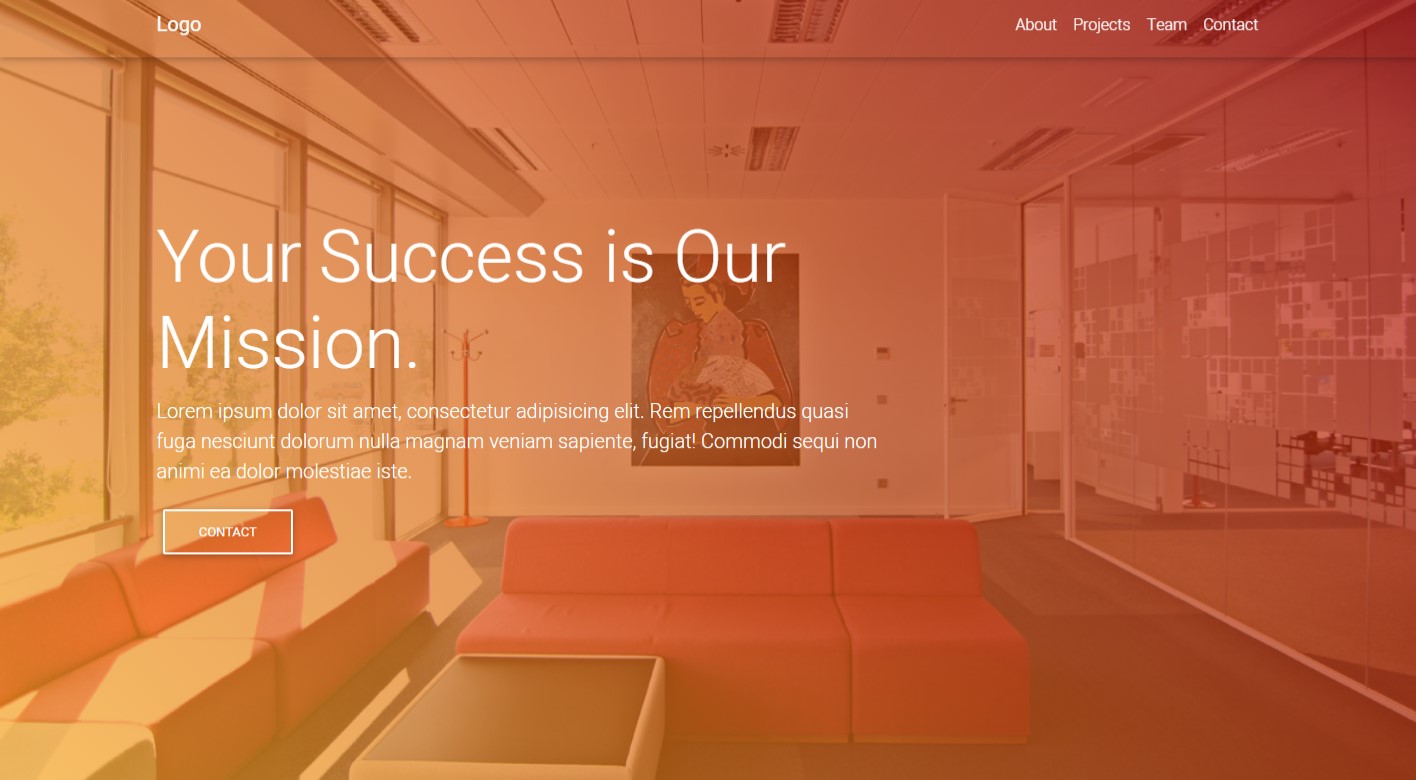 Logo
About Projects Team Contact
Your Success is Our
Mission.
Lorem ipsum dolor sit amet, consectetur adipisicing elit. Rem repellendus quasi
fuga nesciunt dolorum nulla magnam veniam sapiente, fugiat! Commodi sequi non
animi ea dolor molestiae iste.
CONTACT